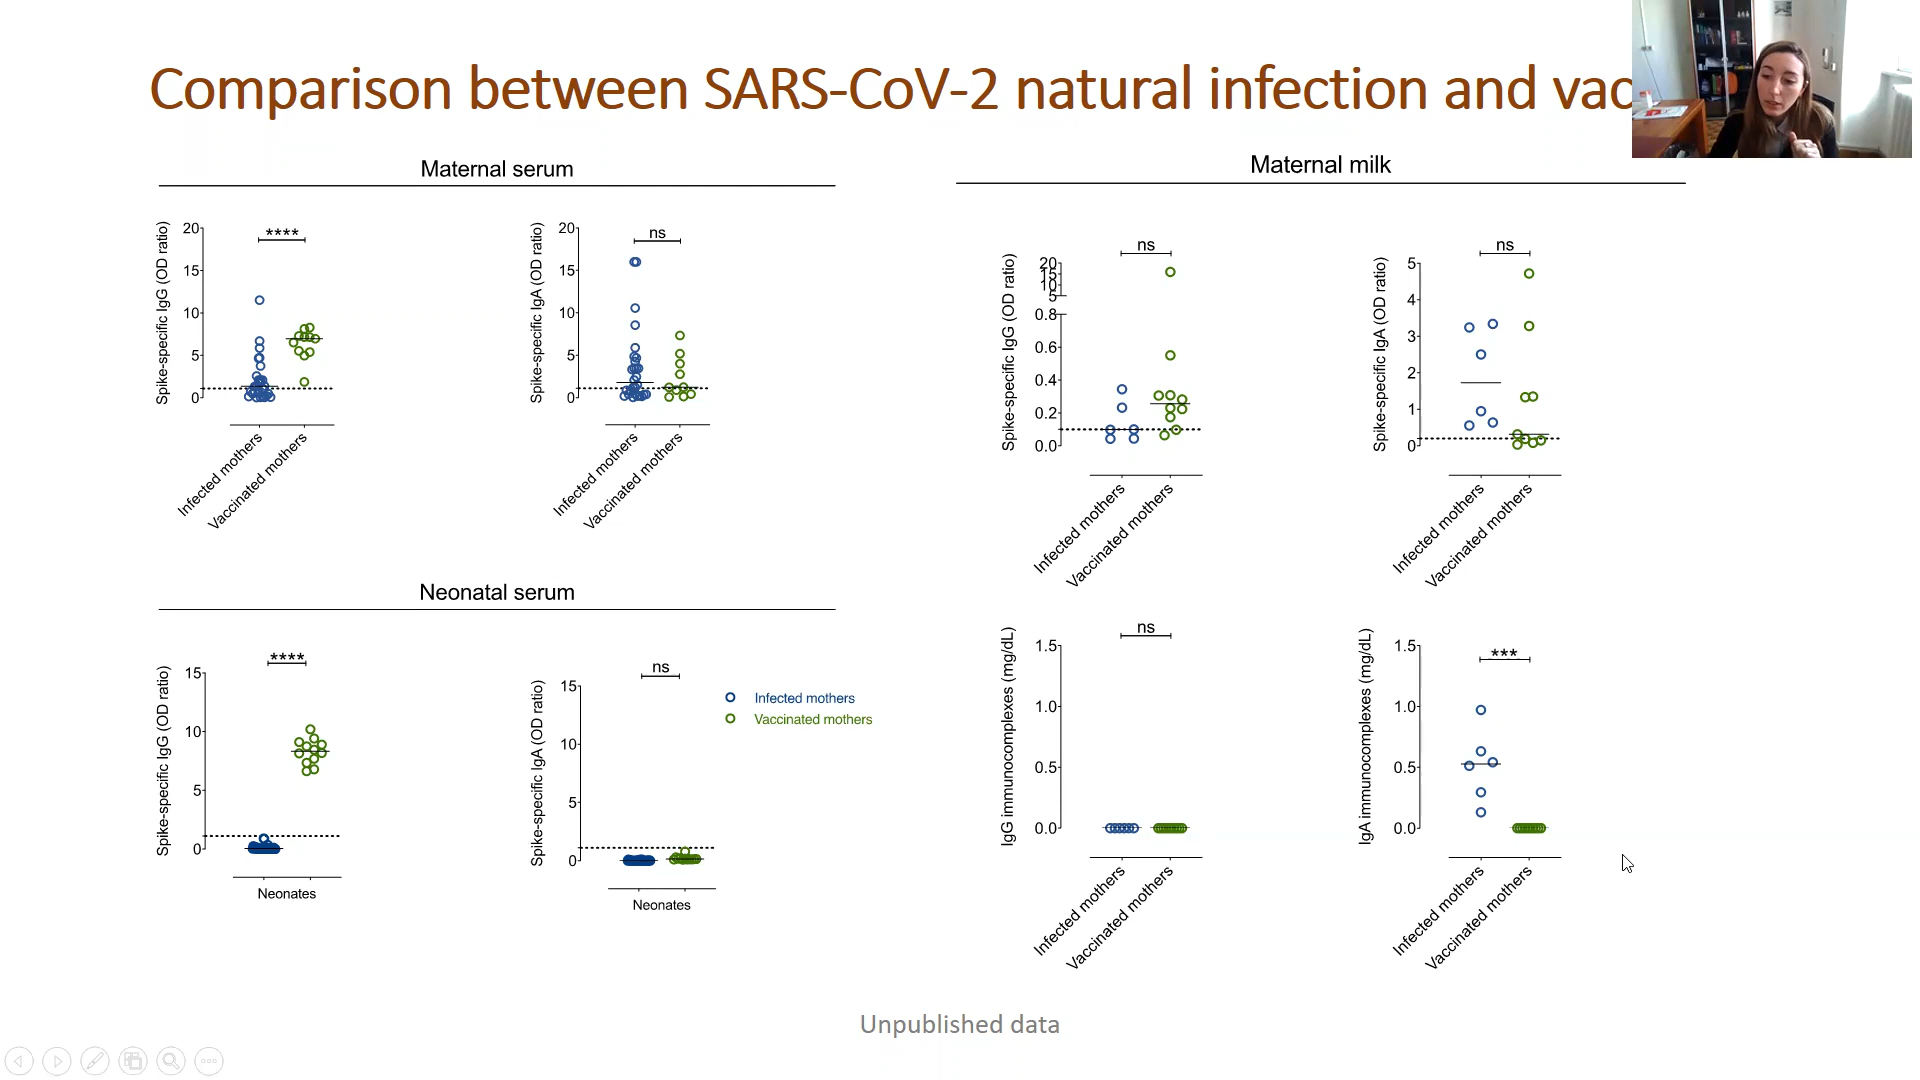 Comparison between SARS-CoV-2 natural infection and vac
Maternal serum
Spike-specific IgG (OD ratio)
20
15
10
5
0
****
Infected mothers
Vaccinated mothers
Spike-specific IgA (OD ratio)
20
15
10
5
0
ns
Infected mothers
Vaccinated mothers
Maternal milk
Spike-specific IgG (OD ratio)
20
15
10
5
0.8
0.6
0.4
0.2
0.0
ns
Infected mothers
Vaccinated mothers
Spike-specific IgA (OD ratio)
5
4
3
2
1
0
ns
Infected mothers
Vaccinated mothers
Neonatal serum
Spike-specific IgG (OD ratio)
15
10
5
0
****
Neonates
Spike-specific IgA (OD ratio)
15
10
5
0
ns
Neonates
Infected mothers
Vaccinated mothers
IgG immunocomplexes (mg/dL)
1.5
1.0
0.5
0.0
ns
Infected mothers
Vaccinated mothers
IgA immunocomplexes (mg/dL)
1.5
1.0
0.5
0.0
***
Infected mothers
Vaccinated mothers
Unpublished data